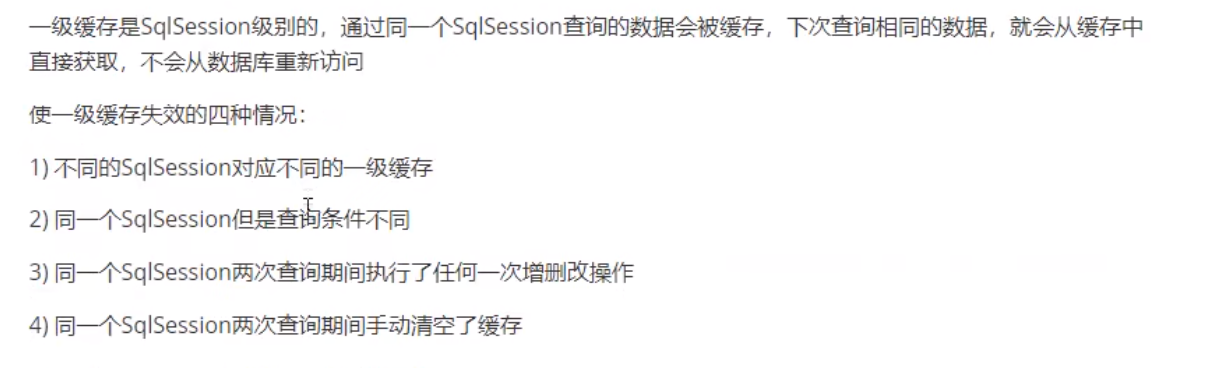 一级缓存是SqlSession级别的，通过同一个SqlSession查询的数据会被缓存，下次查询相同的数据，就会从缓存中
直接获取，不会从数据库重新访问
使一级缓存失效的四种情况：
1) 不同的SqlSession对应不同的一级缓存
2) 同一个SqlSession但是查询条件不同
3) 同一个SqlSession两次查询期间执行了任何一次增删改操作
4) 同一个SqlSession两次查询期间手动清空了缓存